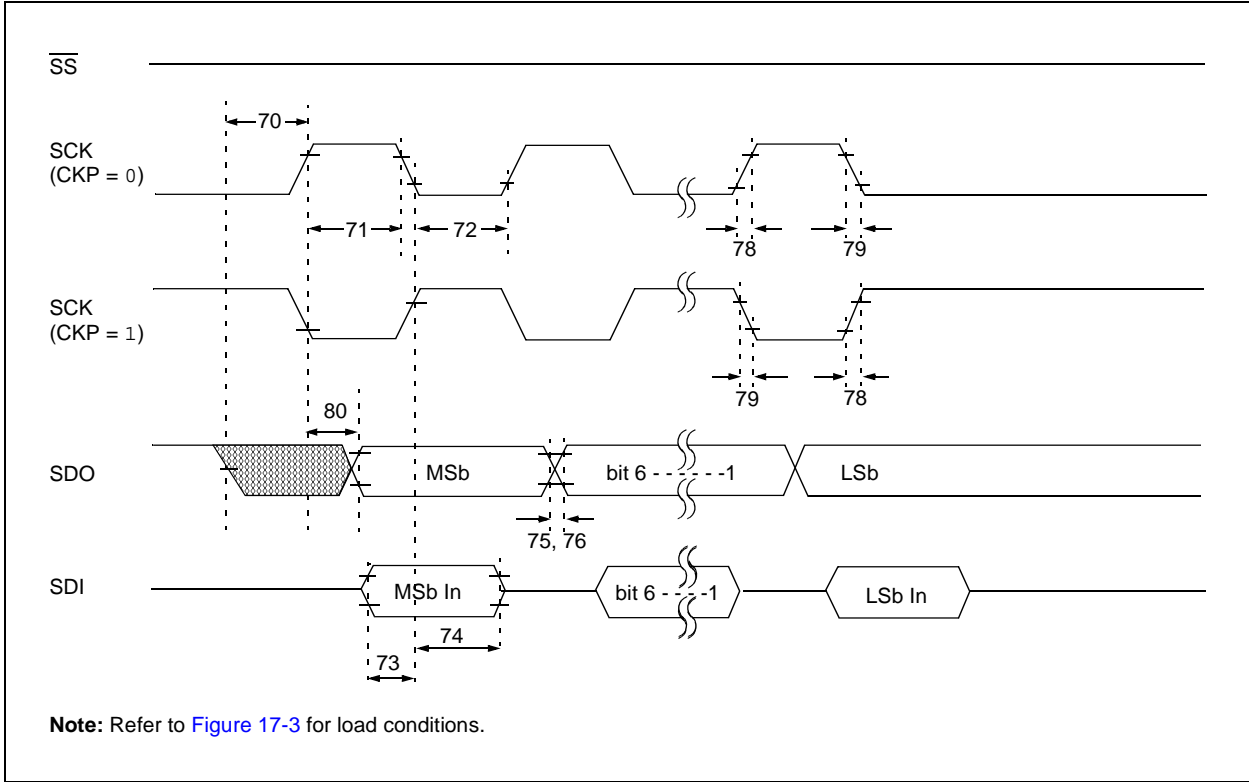 SS
70
SCK
(CKP = 0)
71
72
78
79
SCK
(CKP = 1)
79
78
80
SDO
MSb
bit 6 - - - - - -1
LSb
75, 76
SDI
MSb In
bit 6 - - - - -1
LSb In
74
73
Note: Refer to Figure 17-3 for load conditions.